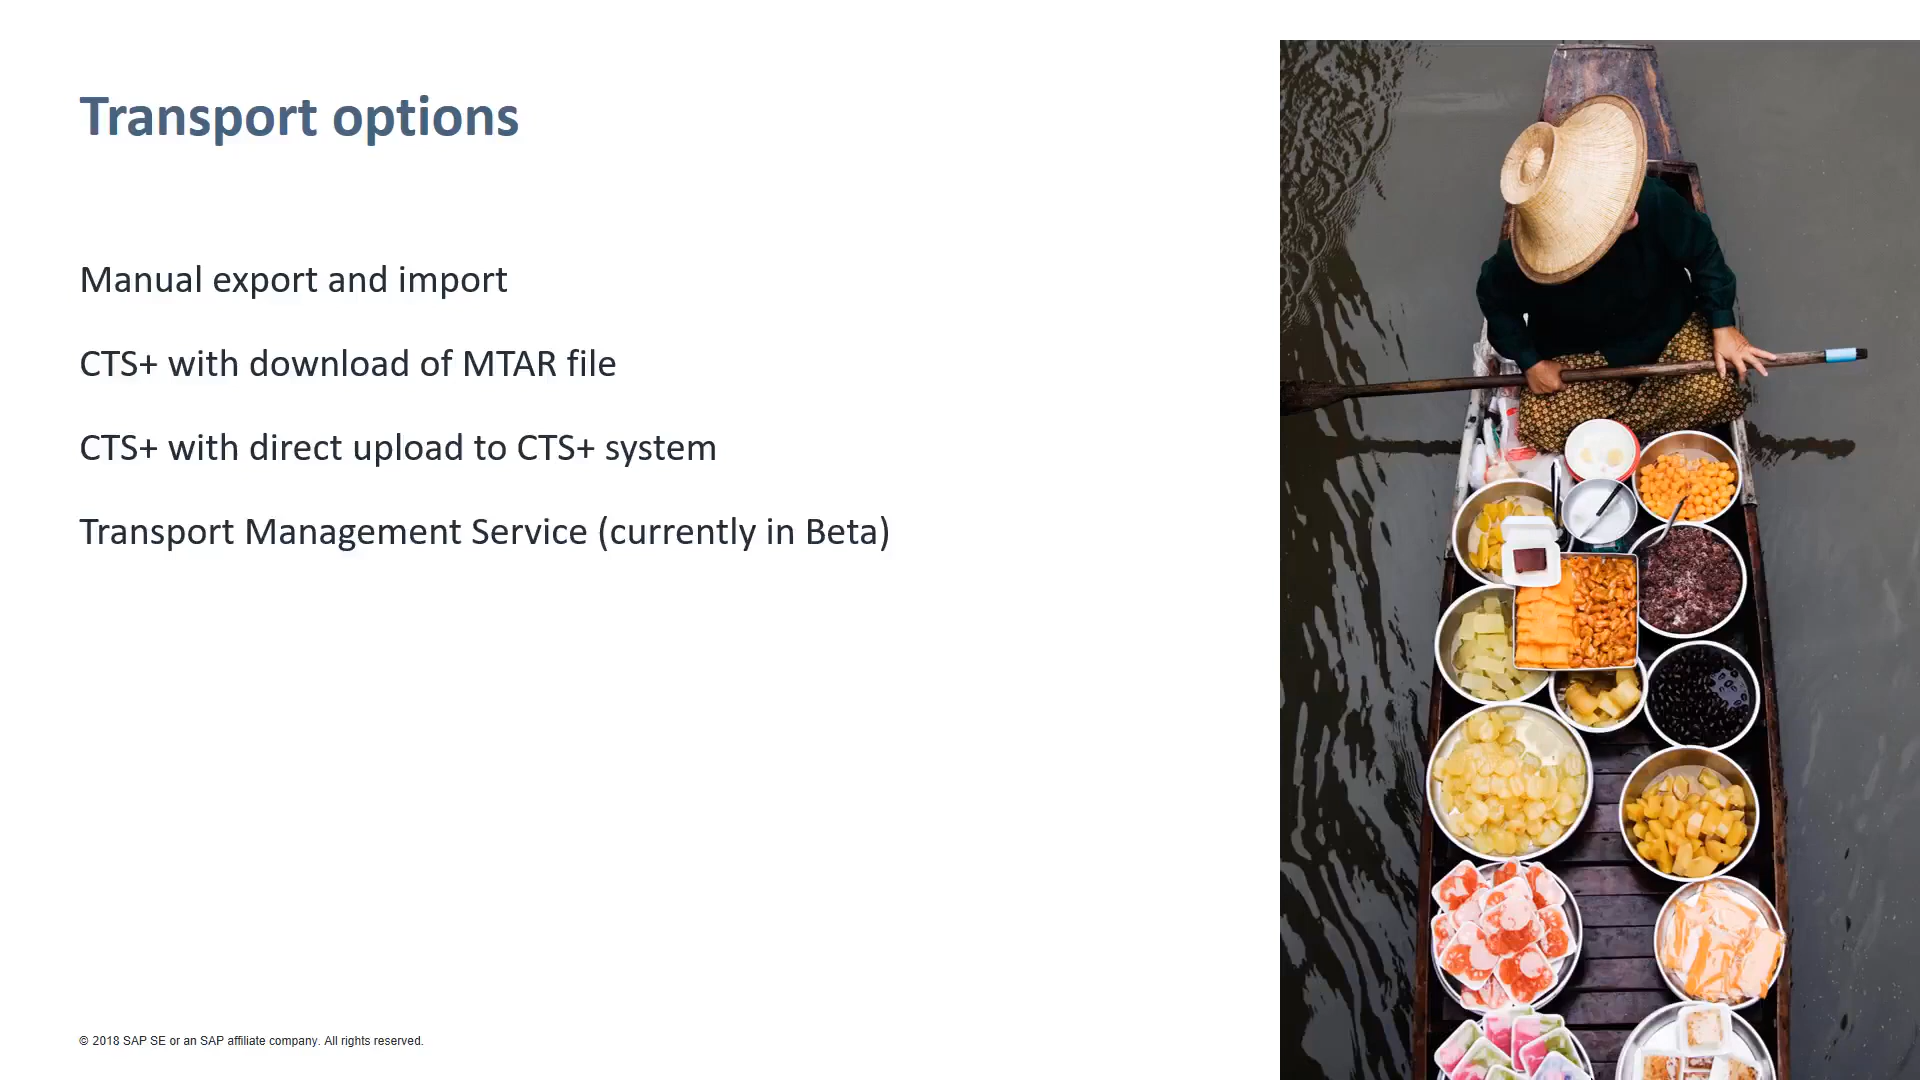 Transport options
Manual export and import
CTS+ with download of MTAR file
CTS+ with direct upload to CTS+ system
Transport Management Service (currently in Beta)
© 2018 SAP SE or an SAP affiliate company. All rights reserved.